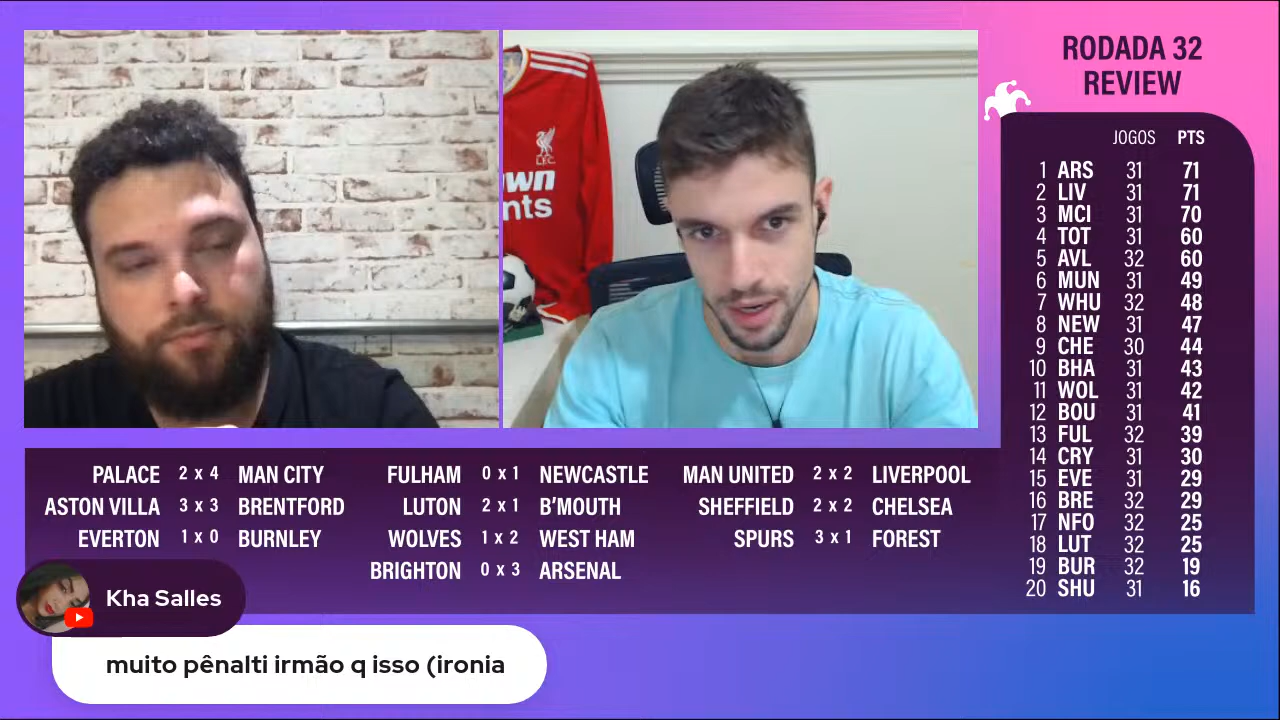 RODADA 32
REVIEW
JOGOS PTS
1 ARS 31 71
2 LIV 31 71
3 MCI 31 70
4 TOT 31 60
5 AVL 32 60
6 MUN 31 49
7 WHU 32 48
8 NEW 31 47
9 CHE 30 44
10 BHA 31 43
11 WOL 31 42
12 BOU 31 41
13 FUL 32 39
14 CRY 31 30
15 EVE 31 29
16 BRE 32 29
17 NFO 32 25
18 LUT 32 25
19 BUR 32 19
20 SHU 31 16
L.F.C.
wn
nts
PALACE 2 x 4 MAN CITY
ASTON VILLA 3 x 3 BRENTFORD
EVERTON 1 x 0 BURNLEY
FULHAM 0 x 1 NEWCASTLE
LUTON 2 x 1 B'MOUTH
WOLVES 1 x 2 WEST HAM
BRIGHTON 0 x 3 ARSENAL
MAN UNITED 2 x 2 LIVERPOOL
SHEFFIELD 2 x 2 CHELSEA
SPURS 3 x 1 FOREST
Kha Salles
muito pênalti irmão q isso (ironia